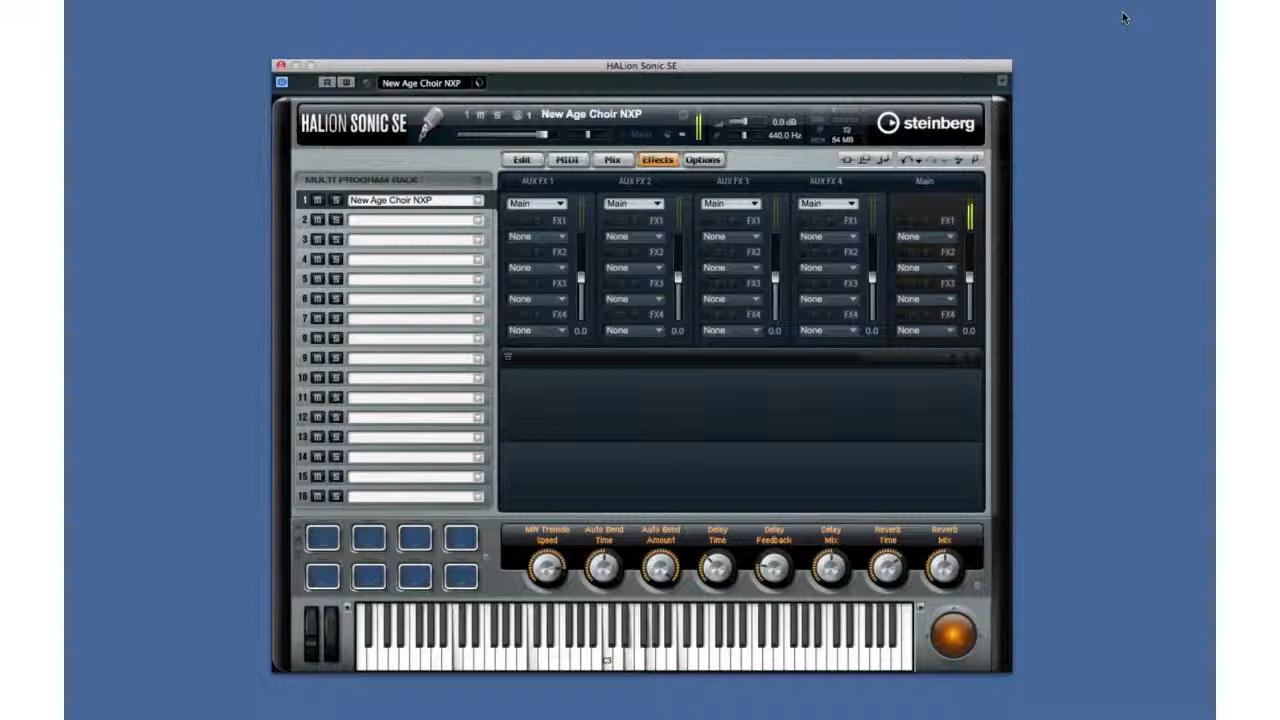 HALion Sonic SE
R W New Age Choir NXP
HALION SONIC SE
1 m S 1 New Age Choir NXP
0.0 dB
440.0 Hz
54 MB
steinberg
Main
Edit MIDI Mix Effects Options
MULTI PROGRAM RACK
1 m S New Age Choir NXP
2 m S
3 m S
4 m S
5 m S
6 m S
7 m S
8 m S
9 m S
10 m S
11 m S
12 m S
13 m S
14 m S
15 m S
16 m S
AUX FX 1 AUX FX 2 AUX FX 3 AUX FX 4 Main
Main Main Main Main
FX1 FX1 FX1 FX1 FX1
None None None None None
FX2 FX2 FX2 FX2 FX2
None None None None None
FX3 FX3 FX3 FX3 FX3
None None None None None
FX4 FX4 FX4 FX4 FX4
None 0.0 None 0.0 None 0.0 None 0.0 None 0.0
MW Tremolo Speed
Auto Bend Time
Auto Bend Amount
Delay Time
Delay Feedback
Delay Mix
Reverb Time
Reverb Mix
C3